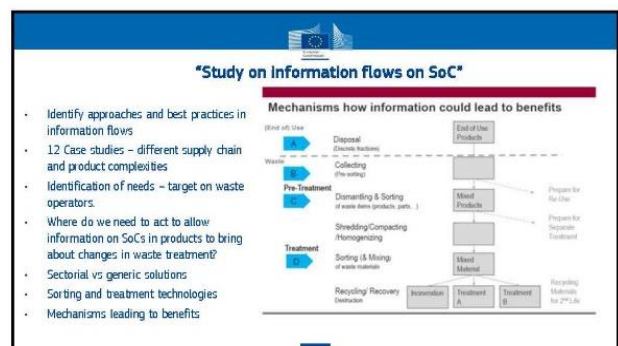 "Study on information flows on SoC"
• Identify approaches and best practices in
information flows
• 12 Case studies – different supply chain
and product complexities
• Identification of needs – target on waste
operators.
• Where do we need to act to allow
information on SoCs in products to bring
about changes in waste treatment?
• Sectorial vs generic solutions
• Sorting and treatment technologies
• Mechanisms leading to benefits
Mechanisms how information could lead to benefits
(End of) Use
A
Disposal
(Discrete fractions)
End of Use
Products
Waste
B
Collecting
(Pre sorting)
Pre-Treatment
C
Dismantling & Sorting
of waste items (products, parts, ..)
Mixed
Products
Prepare for
Re-Use
Shredding/Compacting
/Homogenizing
Prepare for
Separate
Treatment
Treatment
D
Sorting (& Mixing)
of waste materials
Mixed
Material
Recycling/ Recovery
Destruction
Incineration
Treatment
A
Treatment
B
Recycling
Materials
for 2nd Life